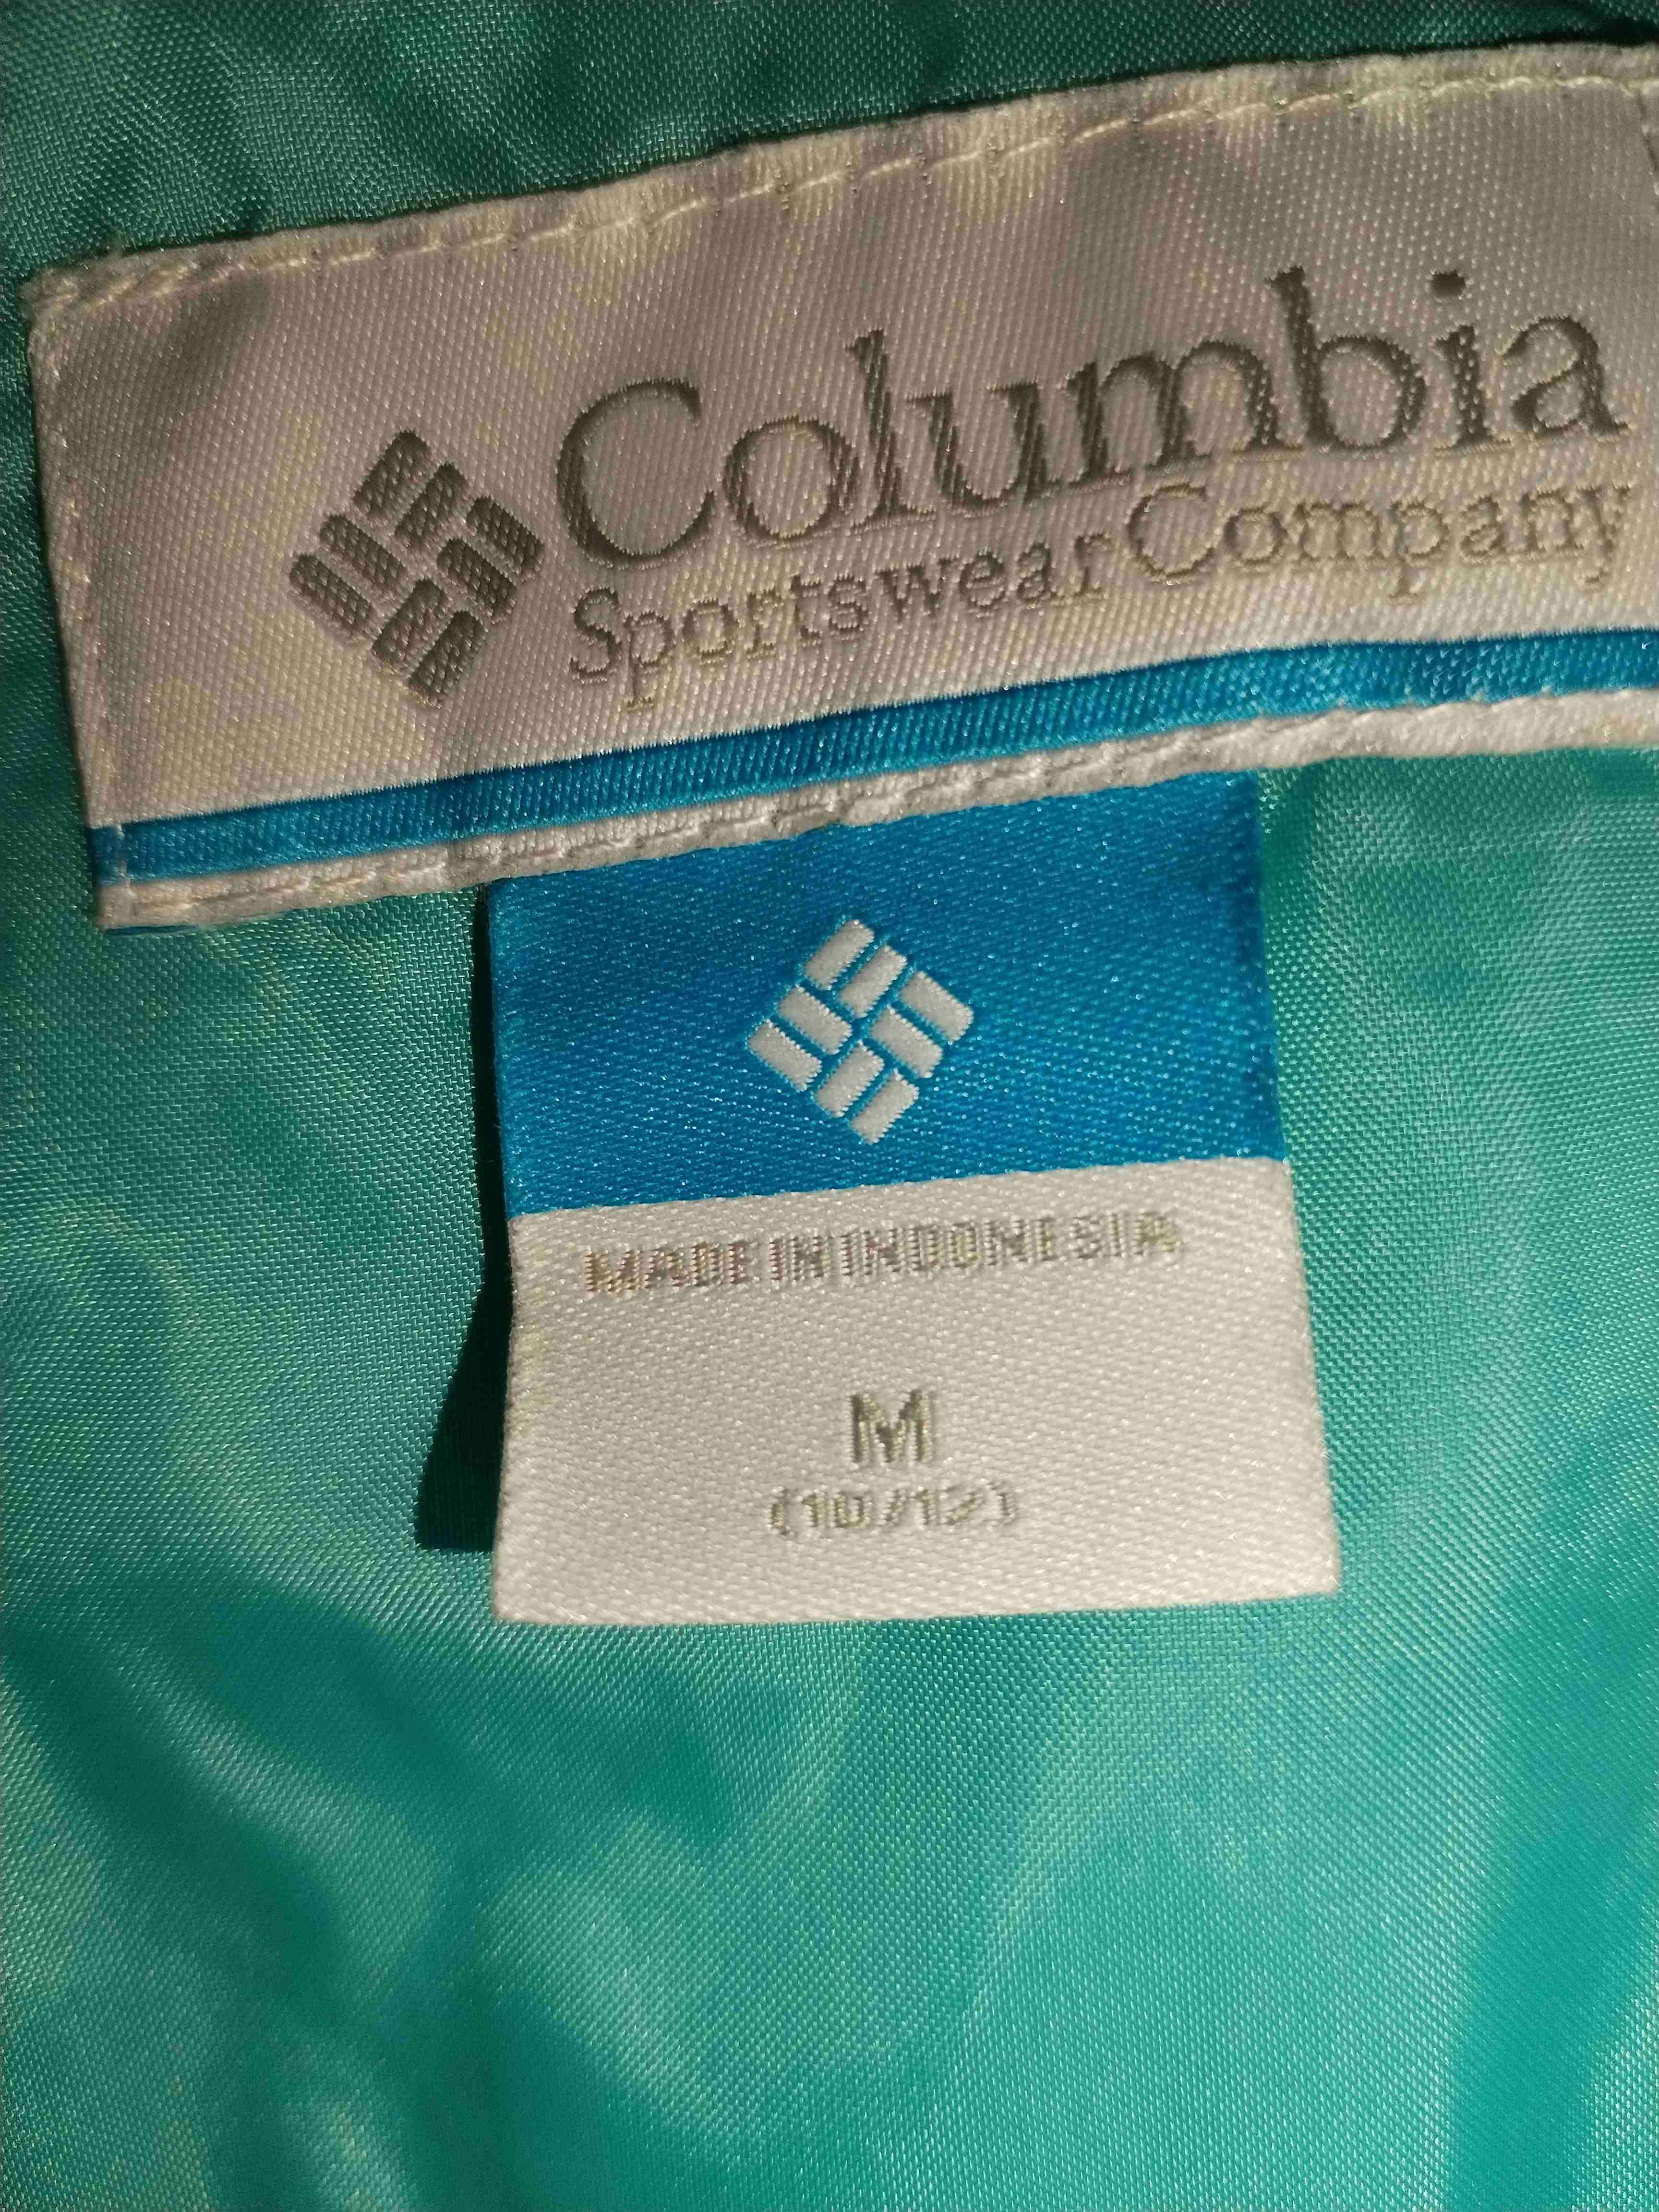 Columbia
Sportswear Company
MADE IN INDONESIA
M
(10/12)